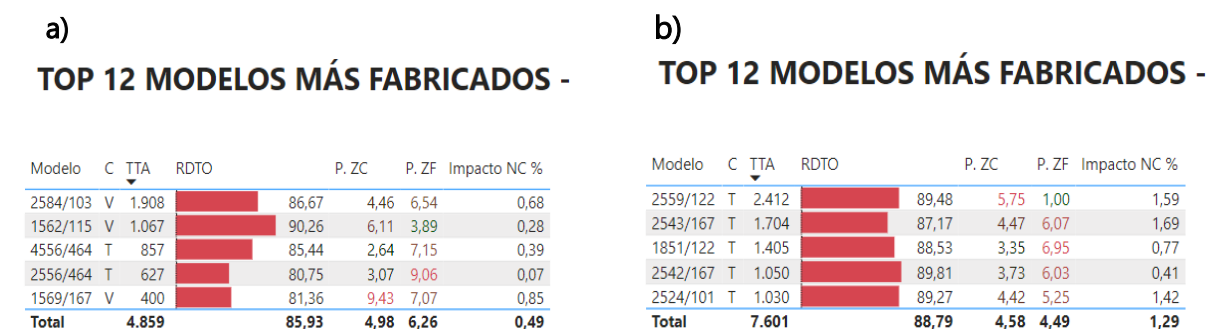 a)
TOP 12 MODELOS MÁS FABRICADOS -
Modelo C TTA RDTO P. ZC P. ZF Impacto NC %
2584/103 V 1.908 86,67 4,46 6,54 0,68
1562/115 V 1.067 90,26 6,11 3,89 0,28
4556/464 T 857 85,44 2,64 7,15 0,39
2556/464 T 627 80,75 3,07 9,06 0,07
1569/167 V 400 81,36 9,43 7,07 0,85
Total 4.859 85,93 4,98 6,26 0,49
b)
TOP 12 MODELOS MÁS FABRICADOS -
Modelo C TTA RDTO P. ZC P. ZF Impacto NC %
2559/122 T 2.412 89,48 5,75 1,00 1,59
2543/167 T 1.704 87,17 4,47 6,07 1,69
1851/122 T 1.405 88,53 3,35 6,95 0,77
2542/167 T 1.050 89,81 3,73 6,03 0,41
2524/101 T 1.030 89,27 4,42 5,25 1,42
Total 7.601 88,79 4,58 4,49 1,29